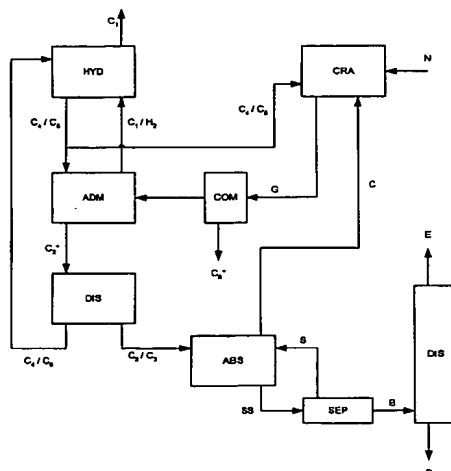 C₁
HYD
CRA
N
C₄ / C₅
C₁ / H₂
C₄ / C₅
ADM
COM
G
C
C₂⁺
C₆⁺
E
DIS
DIS
C₄ / C₅
C₂ / C₃
ABS
S
SS
SEP
B